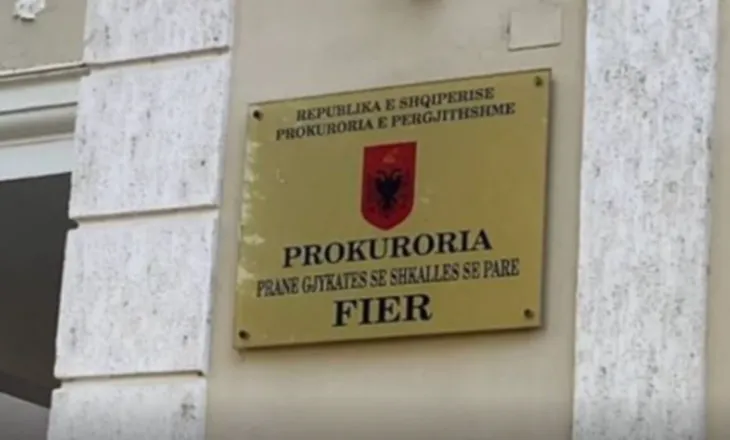 REPUBLIKA E SHQIPERISE
PROKURORIA E PERGJITHSHME
PROKURORIA
PRANE GJYKATES SE SHKALLES SE PARE
FIER